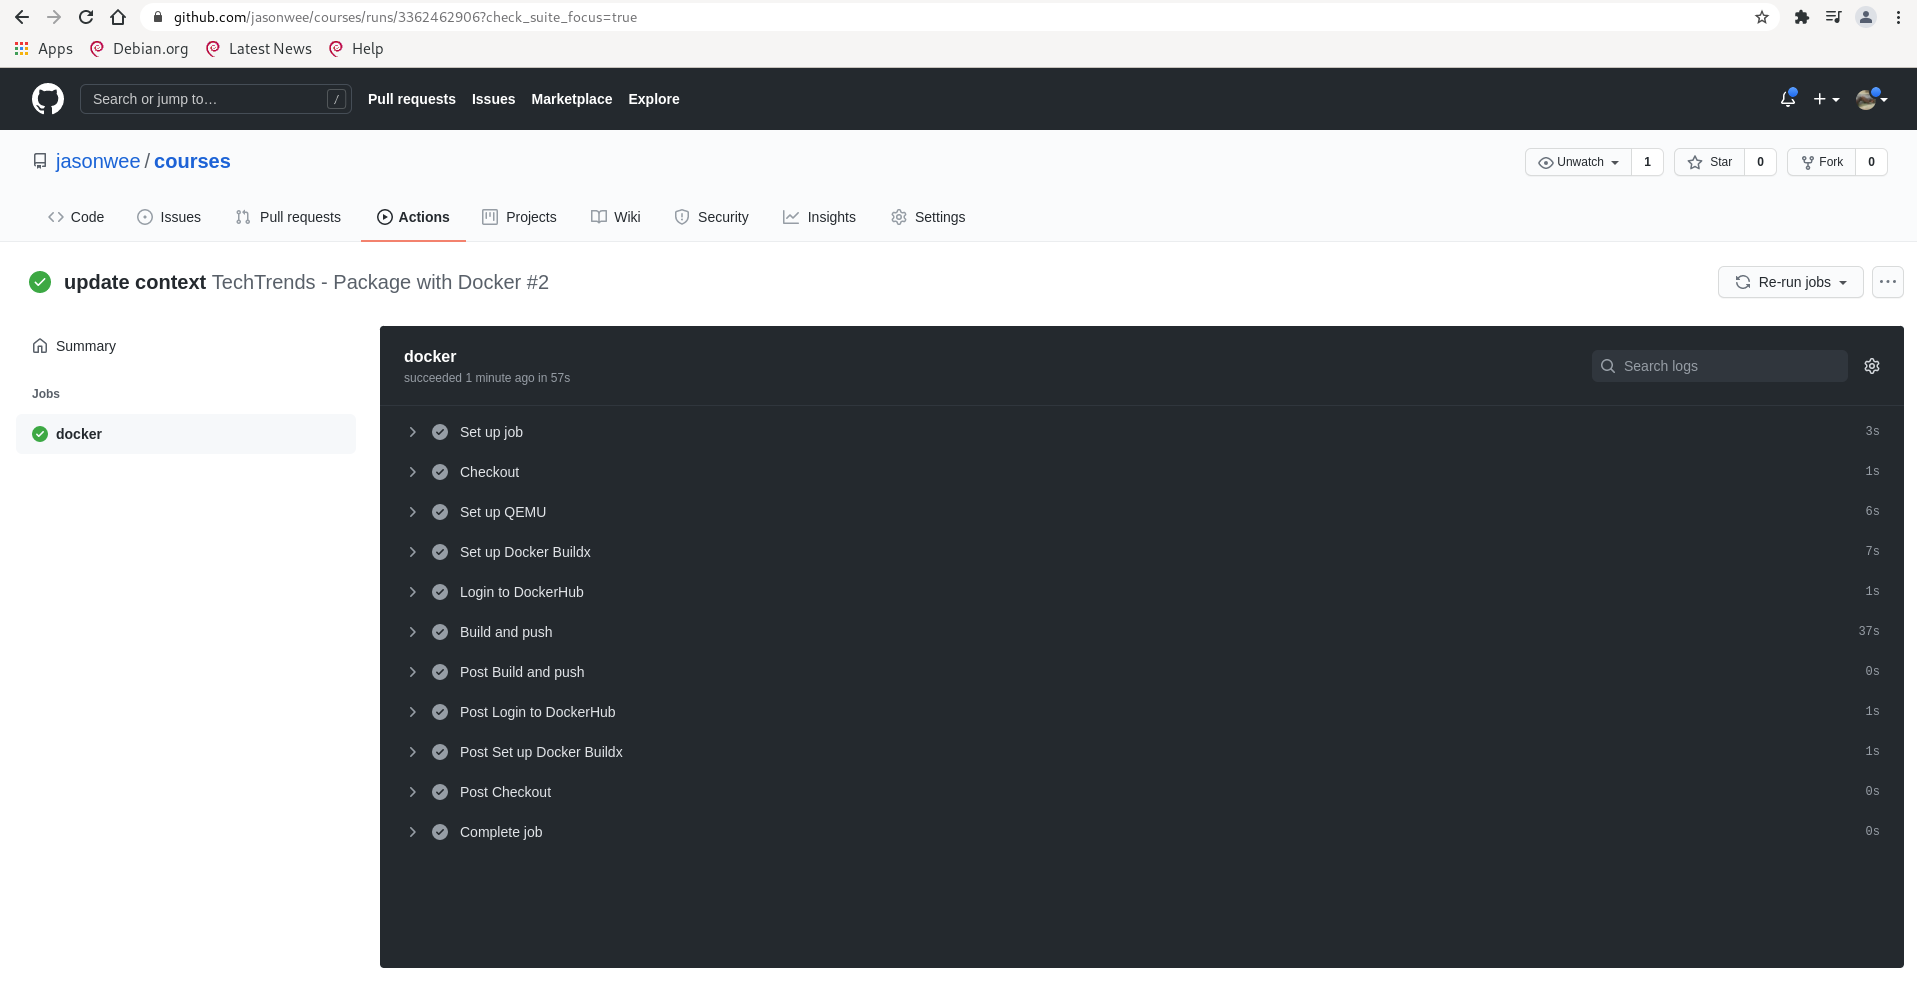 github.com/jasonwee/courses/runs/3362462906?check_suite_focus=true
Apps Debian.org Latest News Help
Search or jump to… / Pull requests Issues Marketplace Explore
jasonwee / courses Unwatch 1 Star 0 Fork 0
Code Issues Pull requests Actions Projects Wiki Security Insights Settings
update context TechTrends - Package with Docker #2 Re-run jobs
Summary
Jobs
docker
docker
succeeded 1 minute ago in 57s
Search logs
Set up job 3s
Checkout 1s
Set up QEMU 6s
Set up Docker Buildx 7s
Login to DockerHub 1s
Build and push 37s
Post Build and push 0s
Post Login to DockerHub 1s
Post Set up Docker Buildx 1s
Post Checkout 0s
Complete job 0s